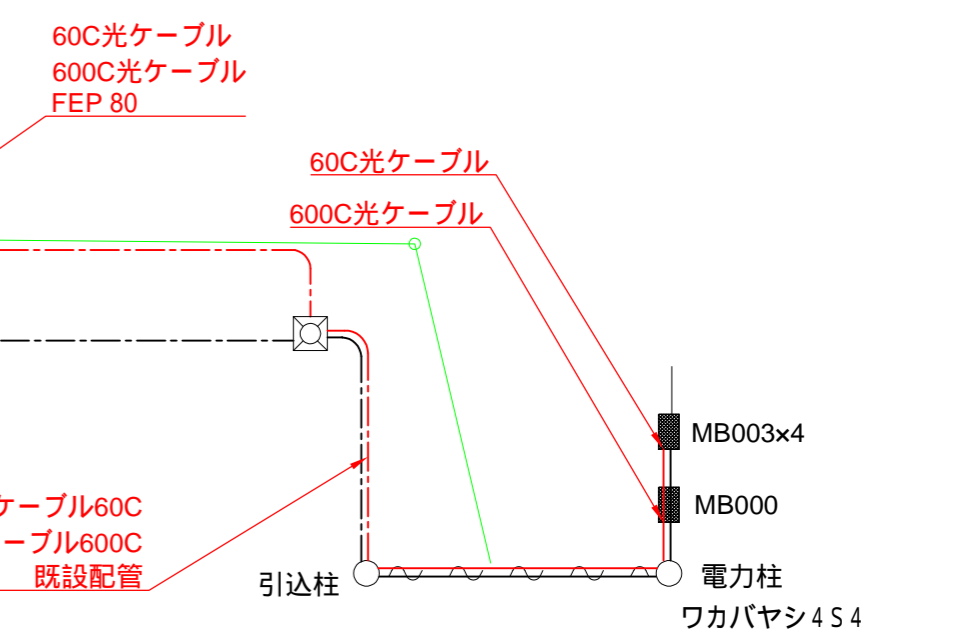 60C光ケーブル
600C光ケーブル
FEP 80
60C光ケーブル
600C光ケーブル
MB003×4
MB000
ケーブル60C
ーブル600C
既設配管
引込柱
電力柱
ワカバヤシ4S4